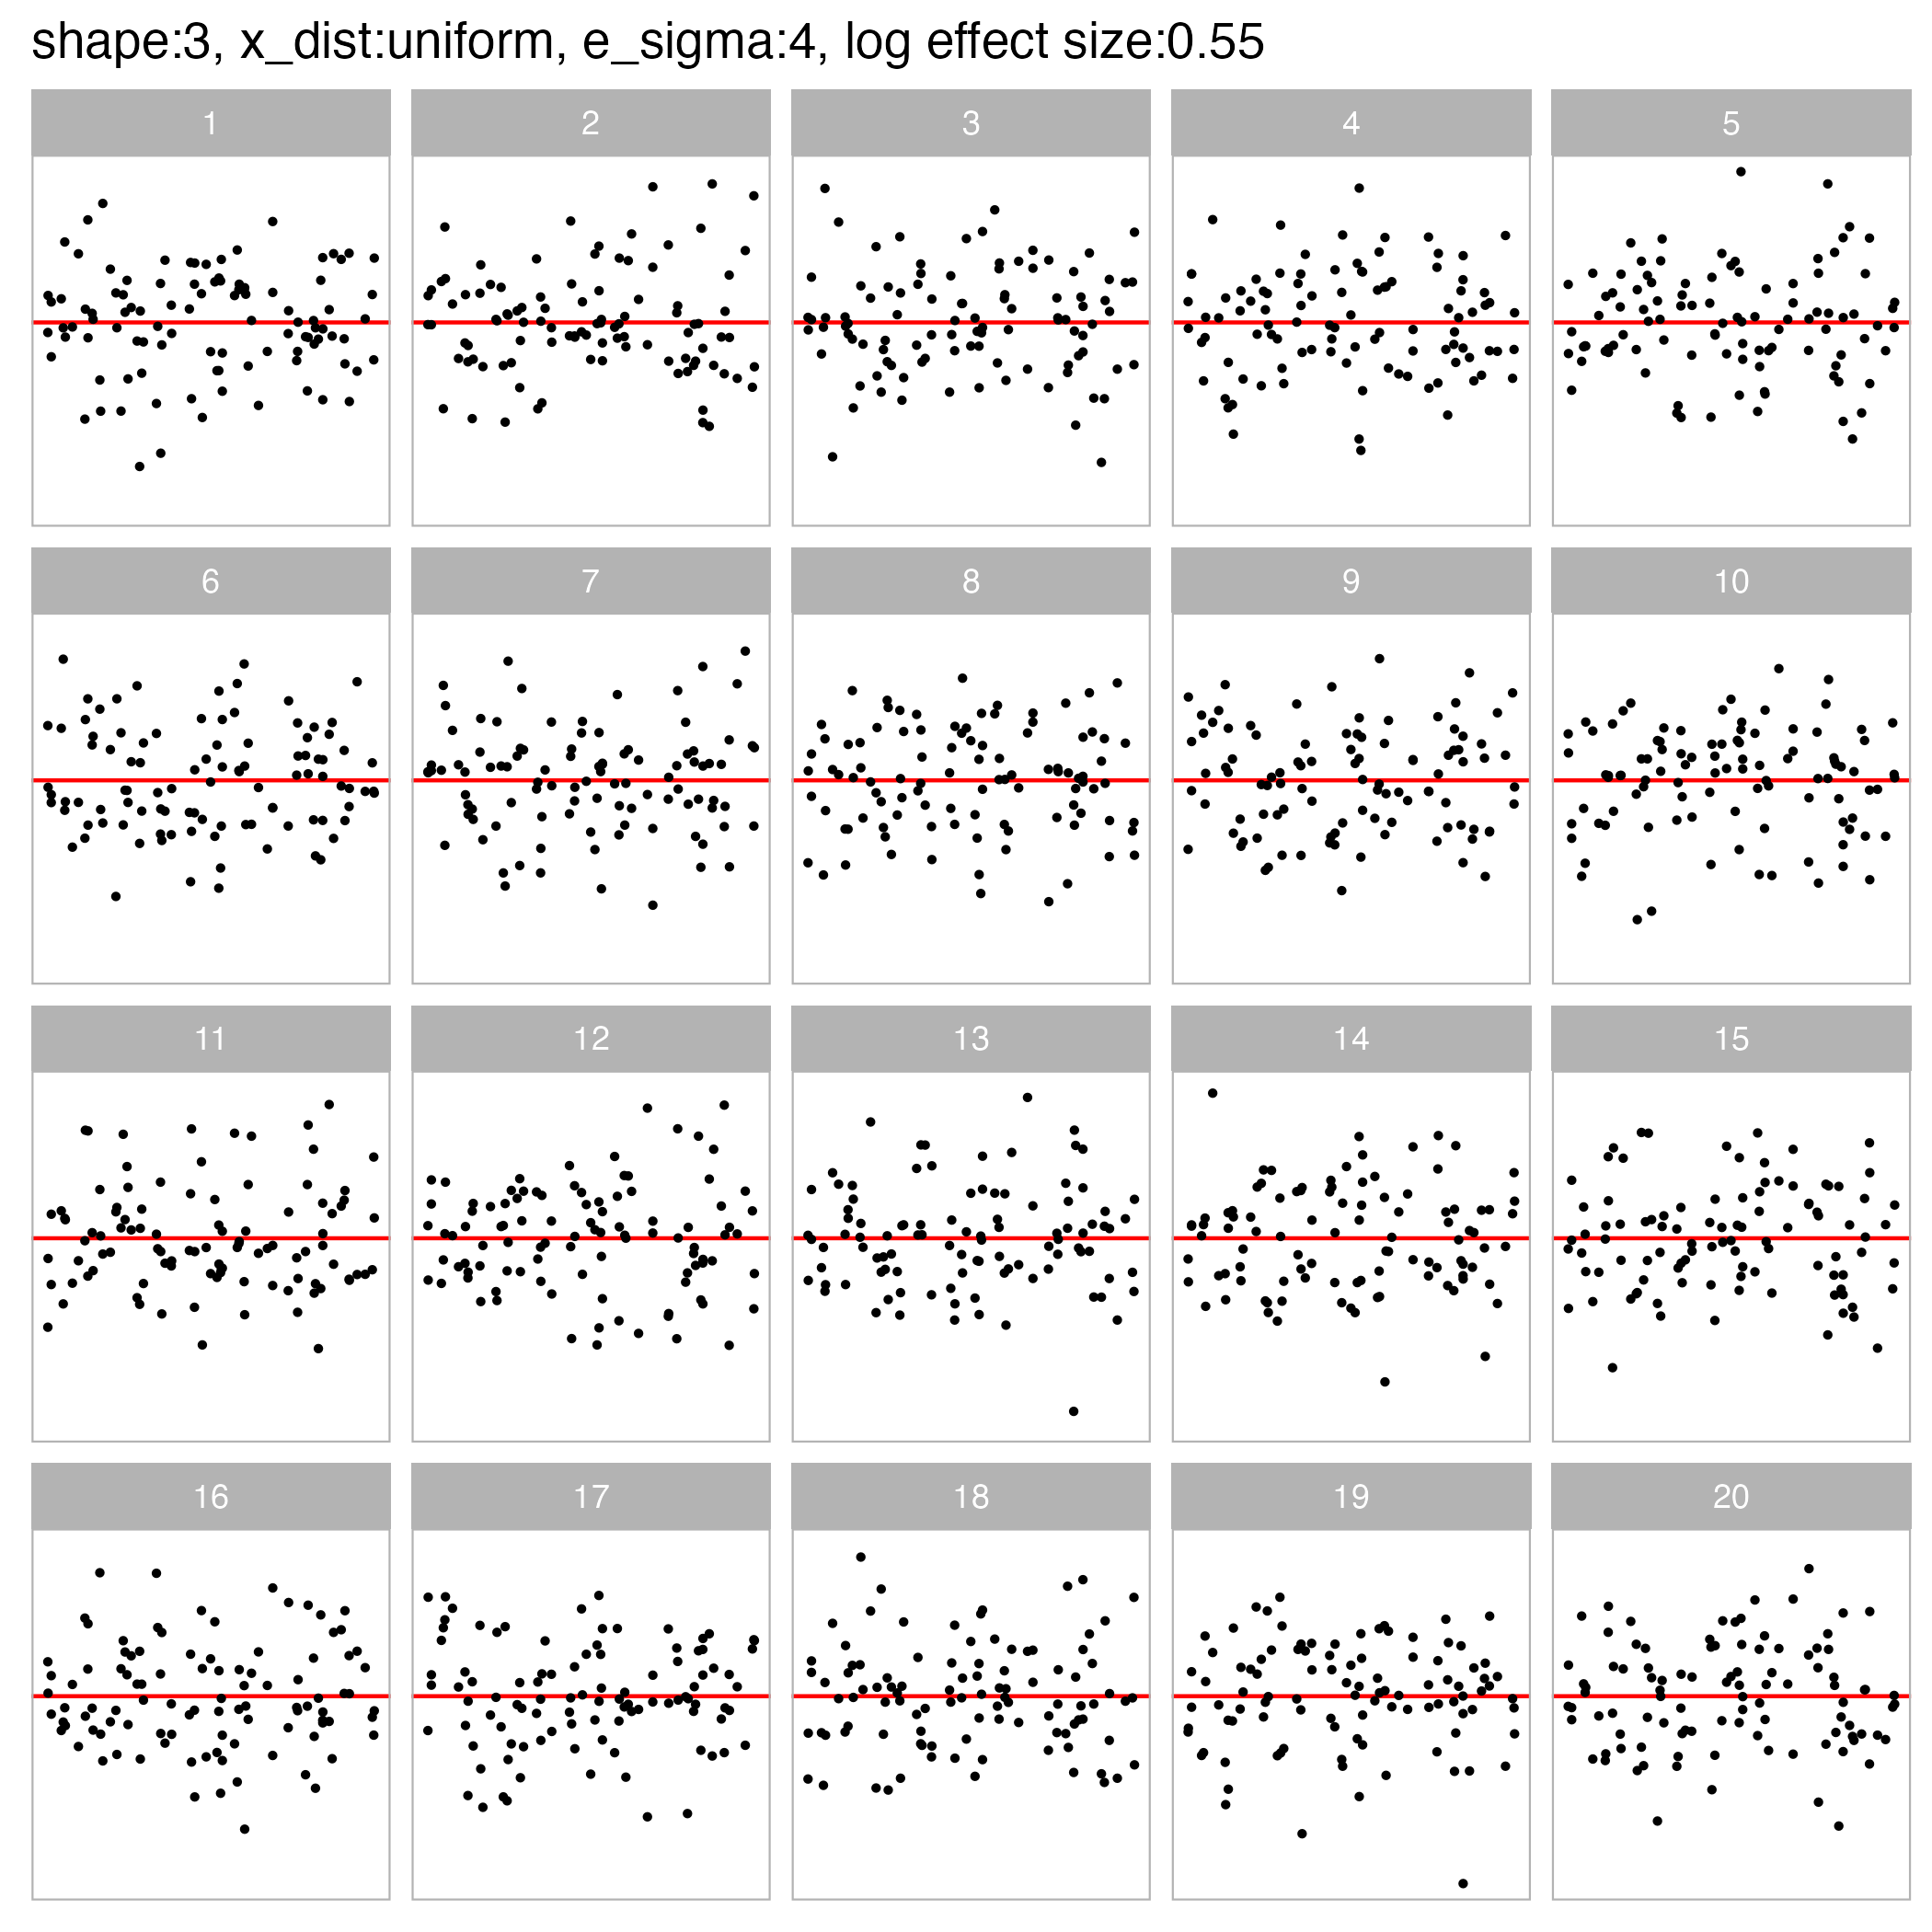 shape:3, x_dist:uniform, e_sigma:4, log effect size:0.55
1 2 3 4 5
6 7 8 9 10
11 12 13 14 15
16 17 18 19 20